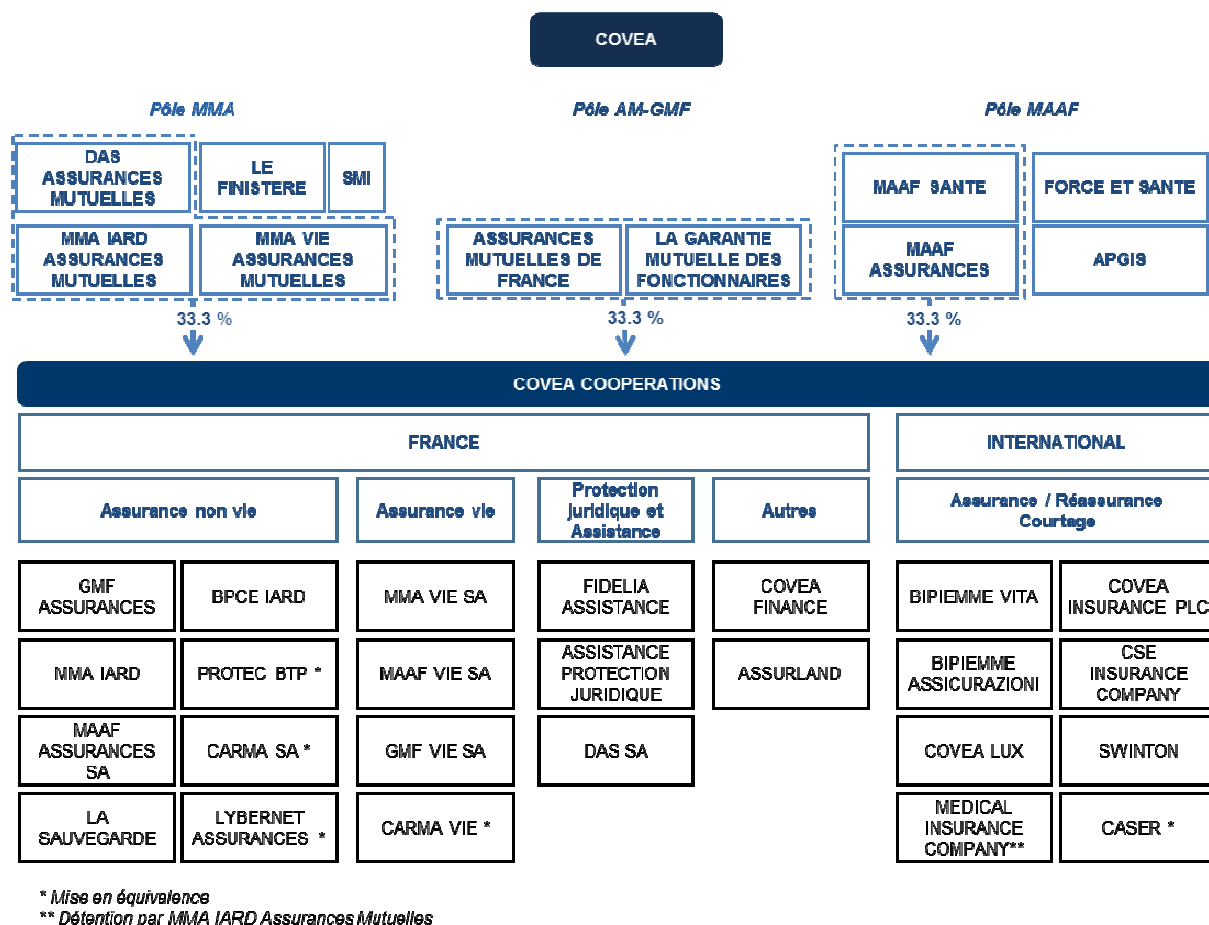 COVEA
Pôle MMA
Pôle AM-GMF
Pôle MAAF
DAS
ASSURANCES
MUTUELLES
LE
FINISTERE
SMI
MMA IARD
ASSURANCES
MUTUELLES
MMA VIE
ASSURANCES
MUTUELLES
ASSURANCES
MUTUELLES DE
FRANCE
LA GARANTIE
MUTUELLE DES
FONCTIONNAIRES
MAAF SANTE
FORCE ET SANTE
MAAF
ASSURANCES
APGIS
33.3 %
33.3 %
33.3 %
COVEA COOPERATIONS
FRANCE
INTERNATIONAL
Assurance non vie
Assurance vie
Protection
juridique et
Assistance
Autres
Assurance / Réassurance
Courtage
GMF
ASSURANCES
BPCE IARD
MMA VIE SA
FIDELIA
ASSISTANCE
COVEA
FINANCE
BIPIEMME VITA
COVEA
INSURANCE PLC
MMA IARD
PROTEC BTP *
MAAF VIE SA
ASSISTANCE
PROTECTION
JURIDIQUE
ASSURLAND
BIPIEMME
ASSICURAZIONI
CSE
INSURANCE
COMPANY
MAAF
ASSURANCES
SA
CARMA SA *
GMF VIE SA
DAS SA
COVEA LUX
SWINTON
LA
SAUVEGARDE
LYBERNET
ASSURANCES *
CARMA VIE *
MEDICAL
INSURANCE
COMPANY**
CASER *
* Mise en équivalence
** Détention par MMA IARD Assurances Mutuelles